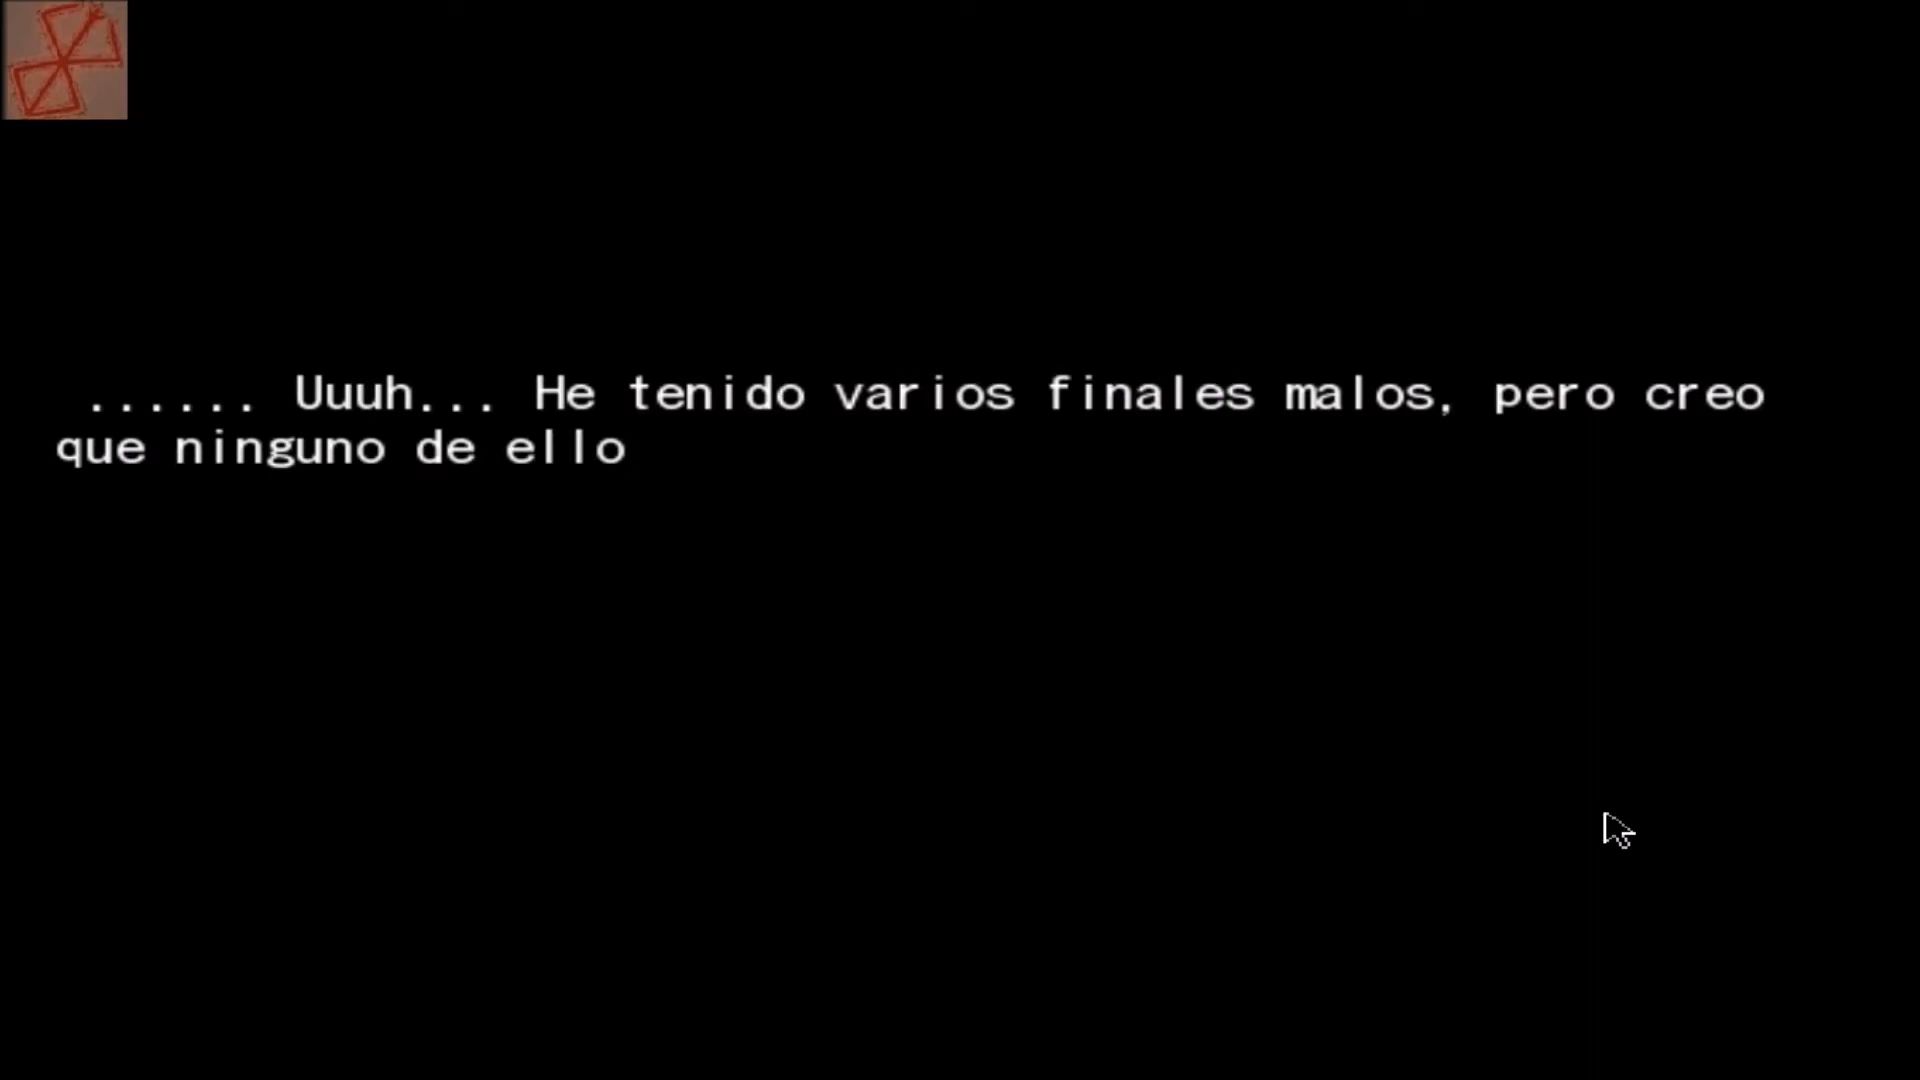 ...... Uuuh... He tenido varios finales malos, pero creo
que ninguno de ello